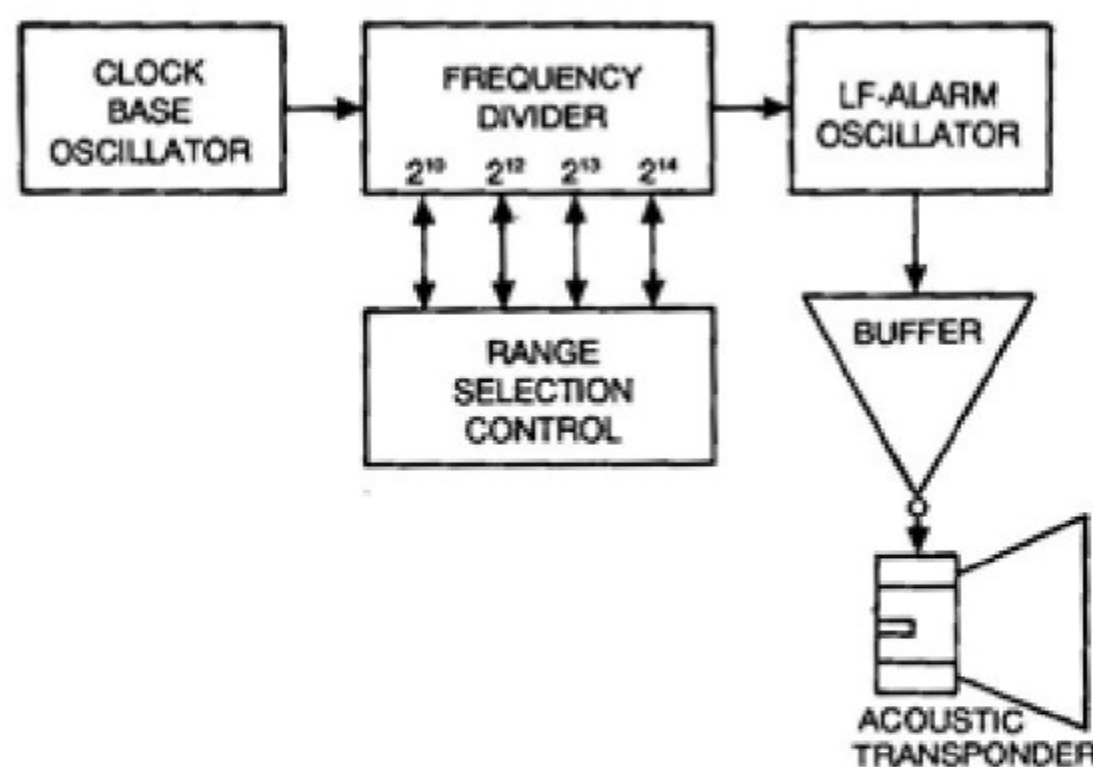 CLOCK
BASE
OSCILLATOR
FREQUENCY
DIVIDER
2¹⁰ 2¹² 2¹³ 2¹⁴
LF-ALARM
OSCILLATOR
RANGE
SELECTION
CONTROL
BUFFER
ACOUSTIC
TRANSPONDER